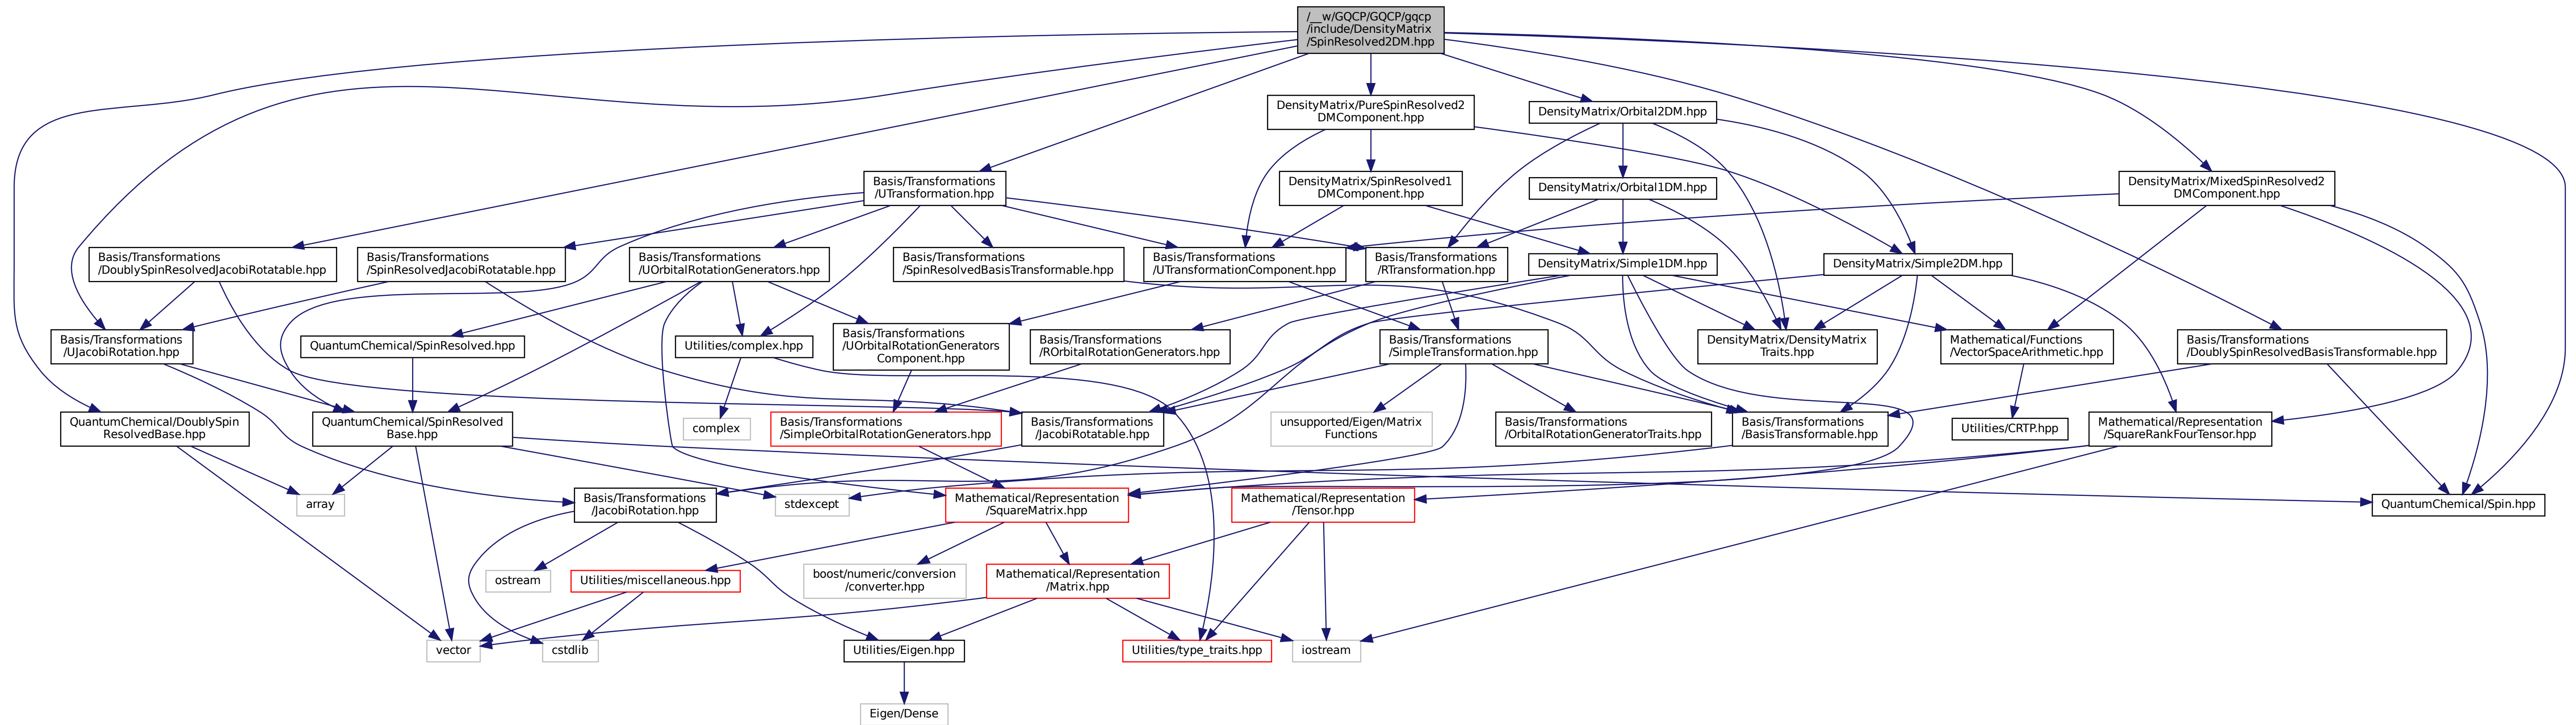 /__w/GQCP/GQCP/gqcp
/include/DensityMatrix
/SpinResolved2DM.hpp
DensityMatrix/PureSpinResolved2
DMComponent.hpp
DensityMatrix/Orbital2DM.hpp
Basis/Transformations
/UTransformation.hpp
DensityMatrix/SpinResolved1
DMComponent.hpp
DensityMatrix/Orbital1DM.hpp
DensityMatrix/MixedSpinResolved2
DMComponent.hpp
Basis/Transformations
/DoublySpinResolvedJacobiRotatable.hpp
Basis/Transformations
/SpinResolvedJacobiRotatable.hpp
Basis/Transformations
/UOrbitalRotationGenerators.hpp
Basis/Transformations
/SpinResolvedBasisTransformable.hpp
Basis/Transformations
/UTransformationComponent.hpp
Basis/Transformations
/RTransformation.hpp
DensityMatrix/Simple1DM.hpp
DensityMatrix/Simple2DM.hpp
Basis/Transformations
/UJacobiRotation.hpp
QuantumChemical/SpinResolved.hpp
Utilities/complex.hpp
Basis/Transformations
/UOrbitalRotationGenerators
Component.hpp
Basis/Transformations
/ROrbitalRotationGenerators.hpp
Basis/Transformations
/SimpleTransformation.hpp
DensityMatrix/DensityMatrix
Traits.hpp
Mathematical/Functions
/VectorSpaceArithmetic.hpp
Basis/Transformations
/DoublySpinResolvedBasisTransformable.hpp
QuantumChemical/DoublySpin
ResolvedBase.hpp
QuantumChemical/SpinResolved
Base.hpp
complex
Basis/Transformations
/SimpleOrbitalRotationGenerators.hpp
Basis/Transformations
/JacobiRotatable.hpp
unsupported/Eigen/Matrix
Functions
Basis/Transformations
/OrbitalRotationGeneratorTraits.hpp
Basis/Transformations
/BasisTransformable.hpp
Utilities/CRTP.hpp
Mathematical/Representation
/SquareRankFourTensor.hpp
array
Basis/Transformations
/JacobiRotation.hpp
stdexcept
Mathematical/Representation
/SquareMatrix.hpp
Mathematical/Representation
/Tensor.hpp
QuantumChemical/Spin.hpp
ostream
Utilities/miscellaneous.hpp
boost/numeric/conversion
/converter.hpp
Mathematical/Representation
/Matrix.hpp
vector
cstdlib
Utilities/Eigen.hpp
Utilities/type_traits.hpp
iostream
Eigen/Dense